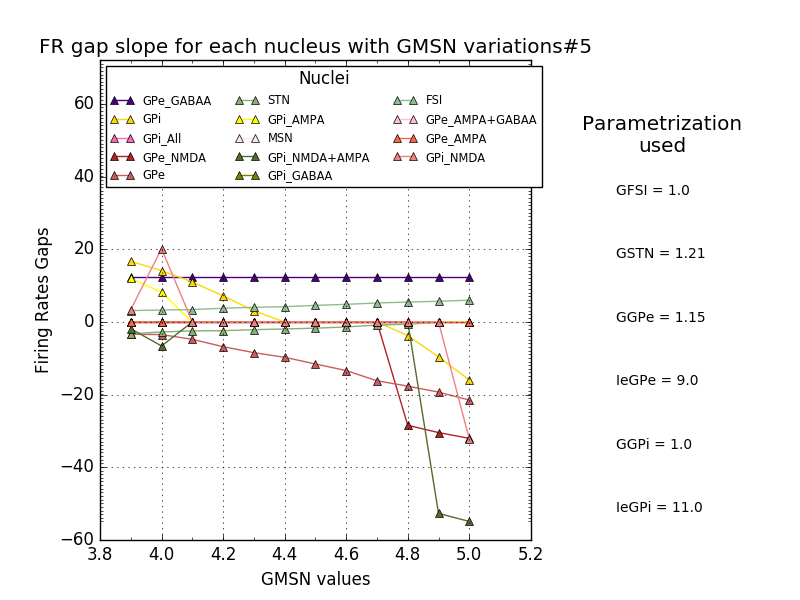 FR gap slope for each nucleus with GMSN variations#5
Nuclei
GPe_GABAA STN FSI
GPi GPi_AMPA GPe_AMPA+GABAA
GPi_All MSN GPe_AMPA
GPe_NMDA GPi_NMDA+AMPA GPi_NMDA
GPe GPi_GABAA
60
40
20
0
−20
−40
−60
Firing Rates Gaps
3.8 4.0 4.2 4.4 4.6 4.8 5.0 5.2
GMSN values
Parametrization
used
GFSI = 1.0
GSTN = 1.21
GGPe = 1.15
IeGPe = 9.0
GGPi = 1.0
IeGPi = 11.0